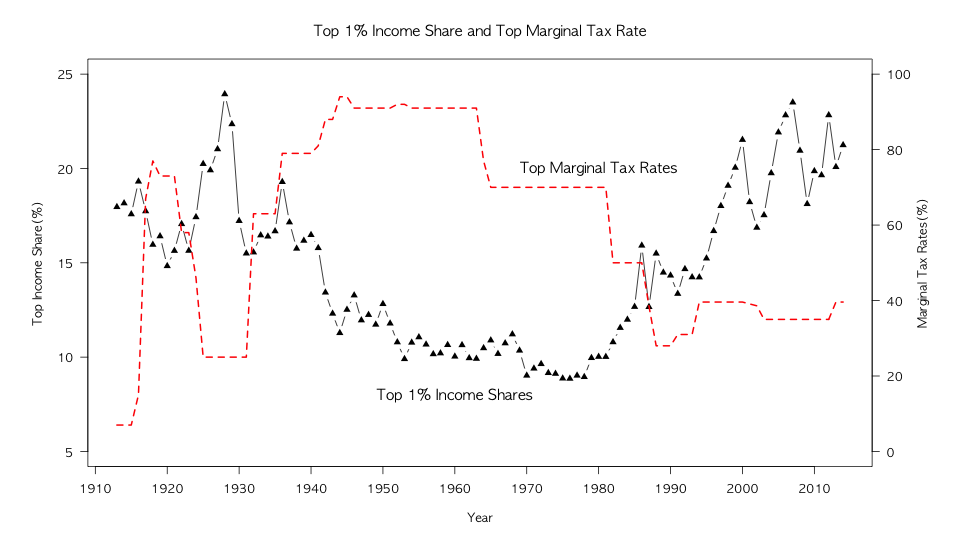 Top 1% Income Share and Top Marginal Tax Rate
25
20
15
10
5
Top Income Share(%)
100
80
60
40
20
0
Marginal Tax Rates(%)
Top Marginal Tax Rates
Top 1% Income Shares
1910 1920 1930 1940 1950 1960 1970 1980 1990 2000 2010
Year